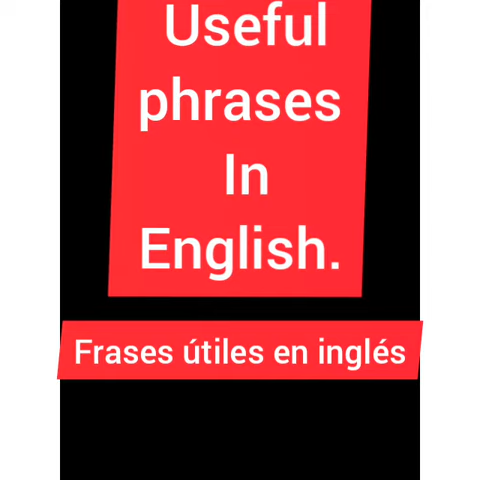 Useful
phrases
In
English.
Frases útiles en inglés